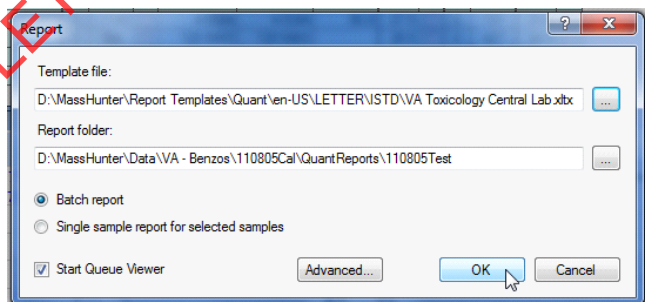 Report
Template file:
D:\MassHunter\Report Templates\Quant\en-US\LETTER\ISTD\VA Toxicology Central Lab.xltx
...
Report folder:
D:\MassHunter\Data\VA - Benzos\110805Cal\QuantReports\110805Test
...
Batch report
Single sample report for selected samples
Start Queue Viewer
Advanced...
OK
Cancel